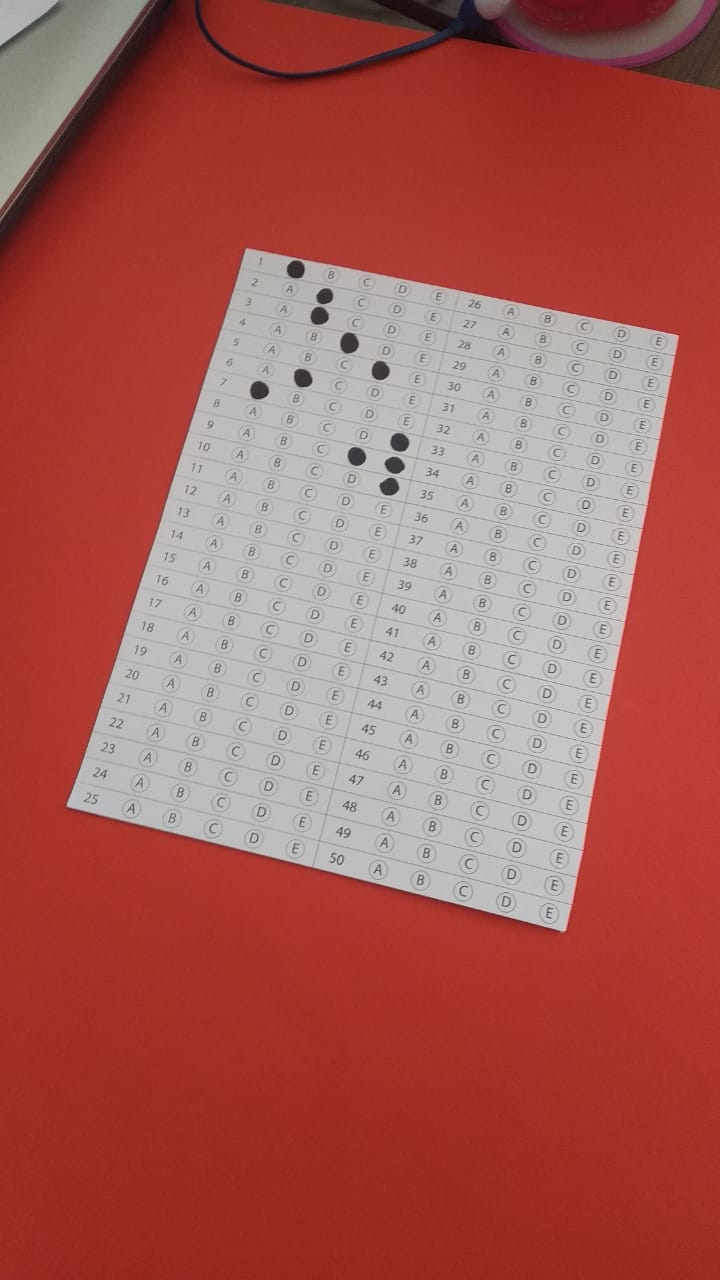 1 B C D E 26 A B C D E
2 A C D E 27 A B C D E
3 A C D E 28 A B C D E
4 A B D E 29 A B C D E
5 A B C E 30 A B C D E
6 A C D E 31 A B C D E
7 B C D E 32 A B C D E
8 A B C D 33 A B C D E
9 A B C 34 A B C D E
10 A B C D 35 A B C D E
11 A B C D E 36 A B C D E
12 A B C D E 37 A B C D E
13 A B C D E 38 A B C D E
14 A B C D E 39 A B C D E
15 A B C D E 40 A B C D E
16 A B C D E 41 A B C D E
17 A B C D E 42 A B C D E
18 A B C D E 43 A B C D E
19 A B C D E 44 A B C D E
20 A B C D E 45 A B C D E
21 A B C D E 46 A B C D E
22 A B C D E 47 A B C D E
23 A B C D E 48 A B C D E
24 A B C D E 49 A B C D E
25 A B C D E 50 A B C D E